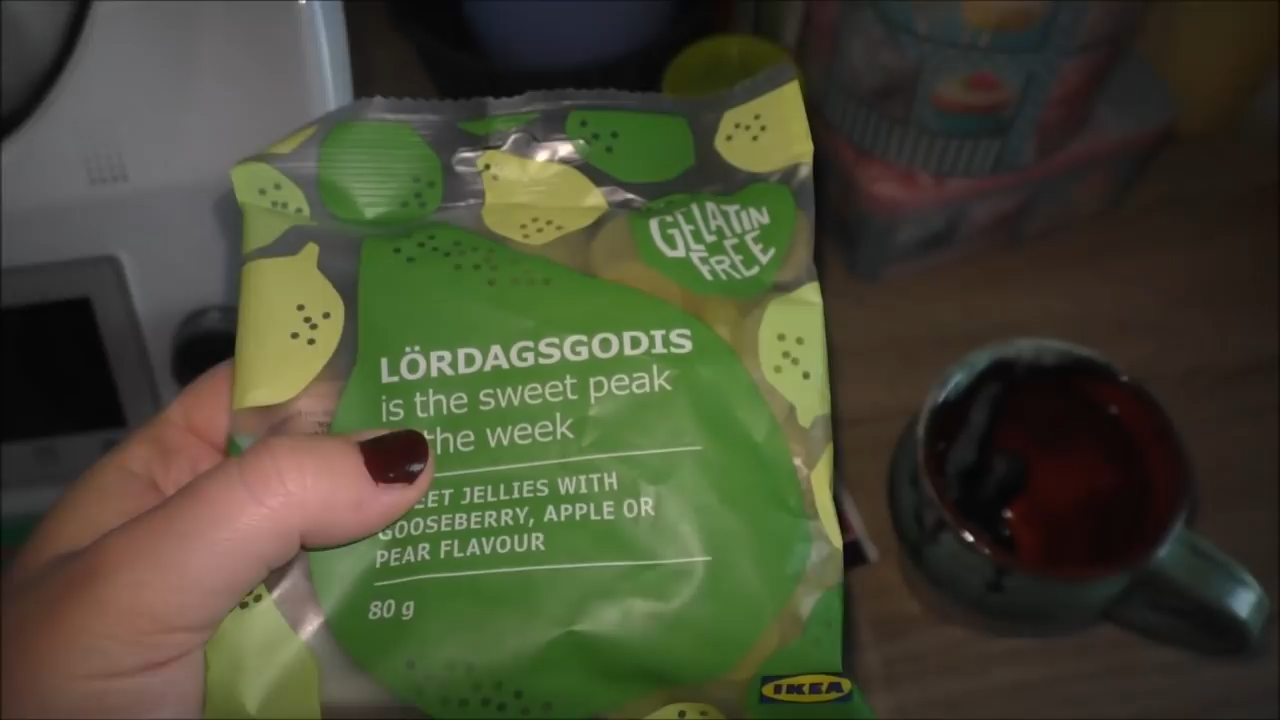 GELATIN
FREE
LÖRDAGSGODIS
is the sweet peak
the week
JELLIES WITH
GOOSEBERRY, APPLE OR
PEAR FLAVOUR
80 g
IKEA